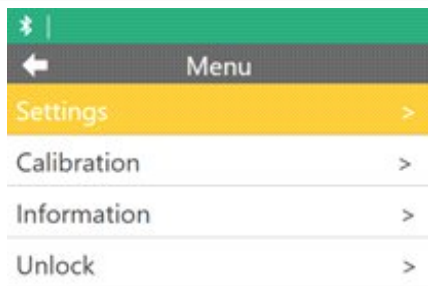 Menu
Settings >
Calibration >
Information >
Unlock >